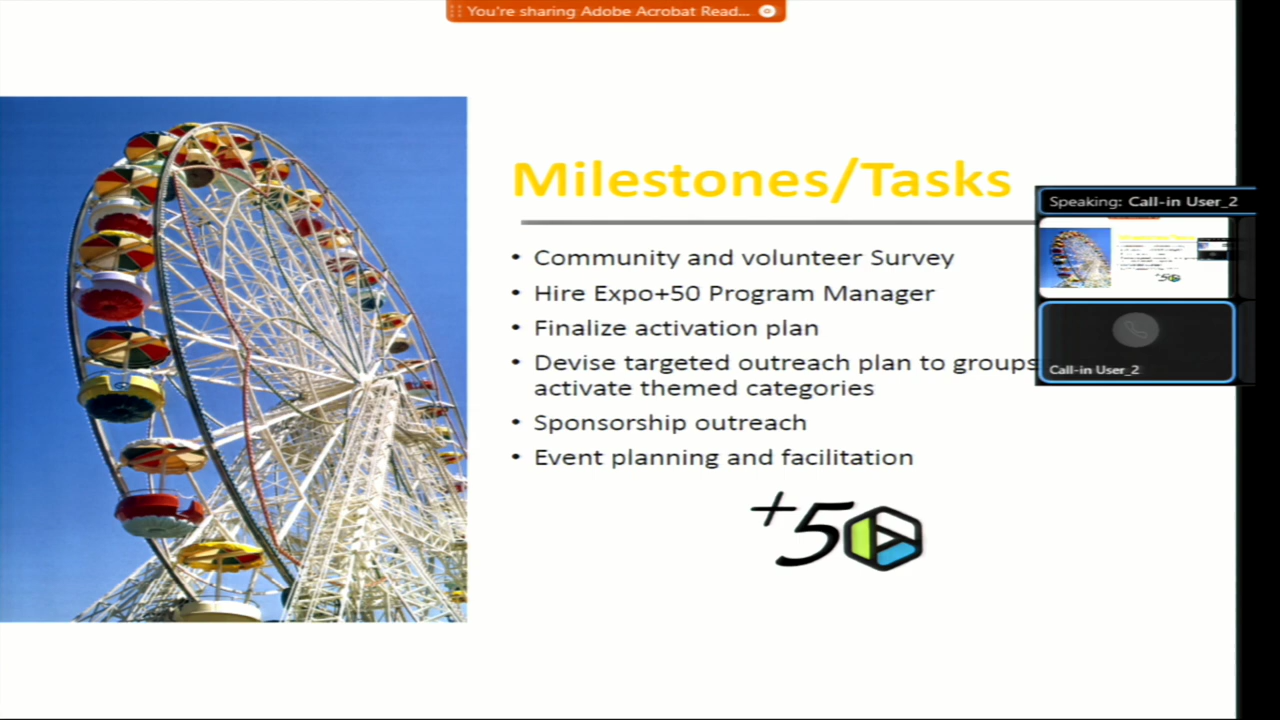 You're sharing Adobe Acrobat Read...
Milestones/Tasks
Speaking: Call-in User_2
• Community and volunteer Survey
• Hire Expo+50 Program Manager
• Finalize activation plan
• Devise targeted outreach plan to groups
activate themed categories
Call-in User_2
• Sponsorship outreach
• Event planning and facilitation
+50